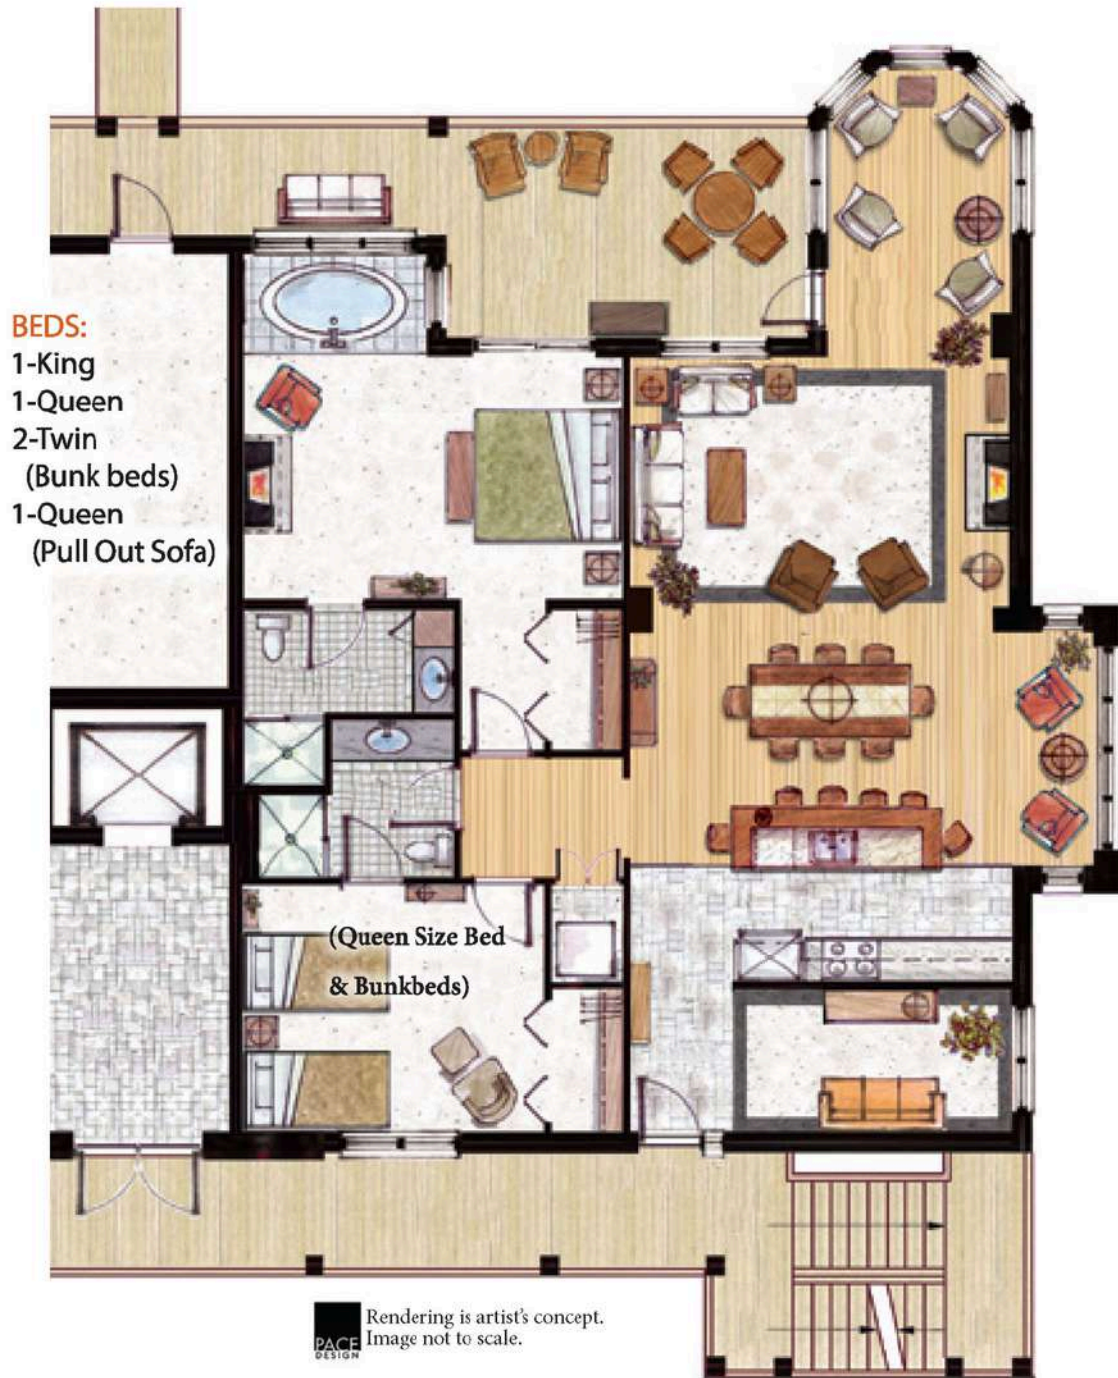 BEDS:
1-King
1-Queen
2-Twin
(Bunk beds)
1-Queen
(Pull Out Sofa)
(Queen Size Bed
& Bunkbeds)
PACE
DESIGN
Rendering is artist's concept.
Image not to scale.